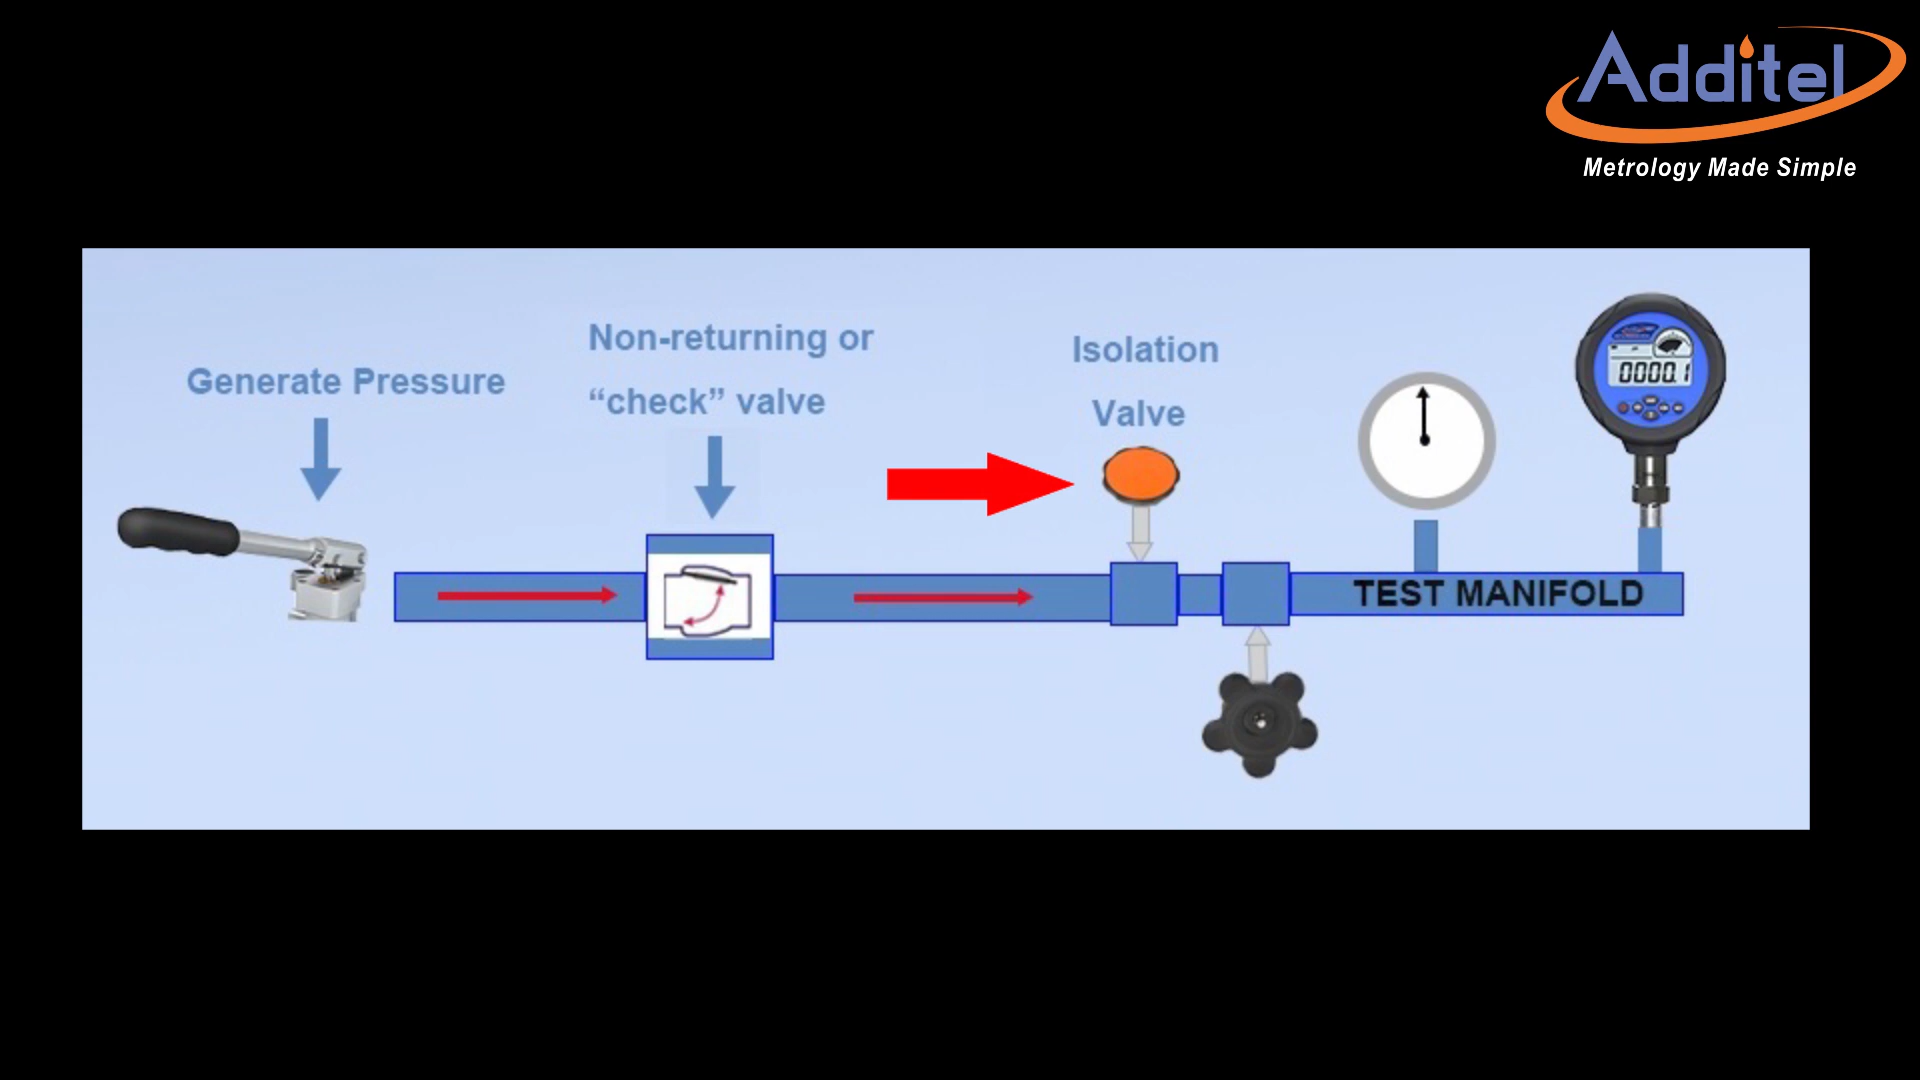 Additel
Metrology Made Simple
Generate Pressure
Non-returning or
“check” valve
Isolation
Valve
0000.1
TEST MANIFOLD